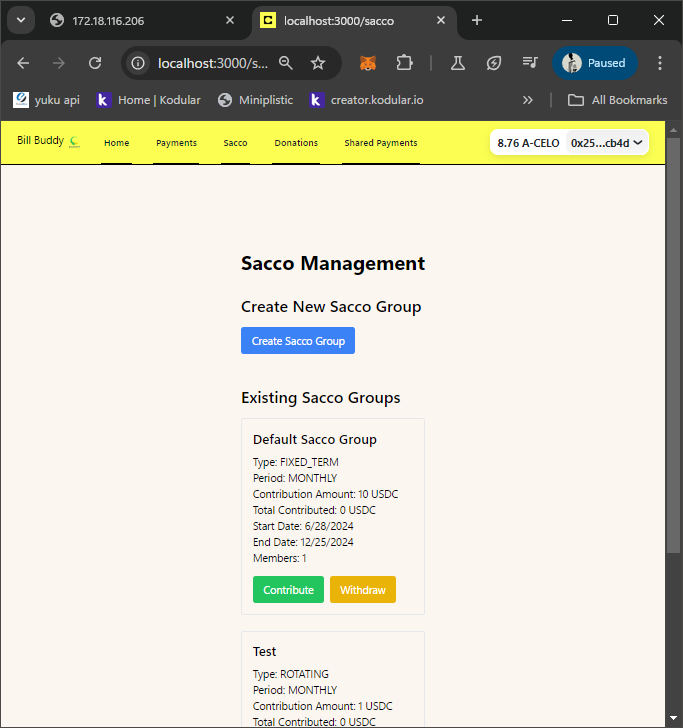 172.18.116.206
localhost:3000/sacco
localhost:3000/s...
Paused
yuku api
Home | Kodular
Miniplistic
creator.kodular.io
All Bookmarks
Bill Buddy
Home
Payments
Sacco
Donations
Shared Payments
8.76 A-CELO
0x25...cb4d
Sacco Management
Create New Sacco Group
Create Sacco Group
Existing Sacco Groups
Default Sacco Group
Type: FIXED_TERM
Period: MONTHLY
Contribution Amount: 10 USDC
Total Contributed: 0 USDC
Start Date: 6/28/2024
End Date: 12/25/2024
Members: 1
Contribute
Withdraw
Test
Type: ROTATING
Period: MONTHLY
Contribution Amount: 1 USDC
Total Contributed: 0 USDC